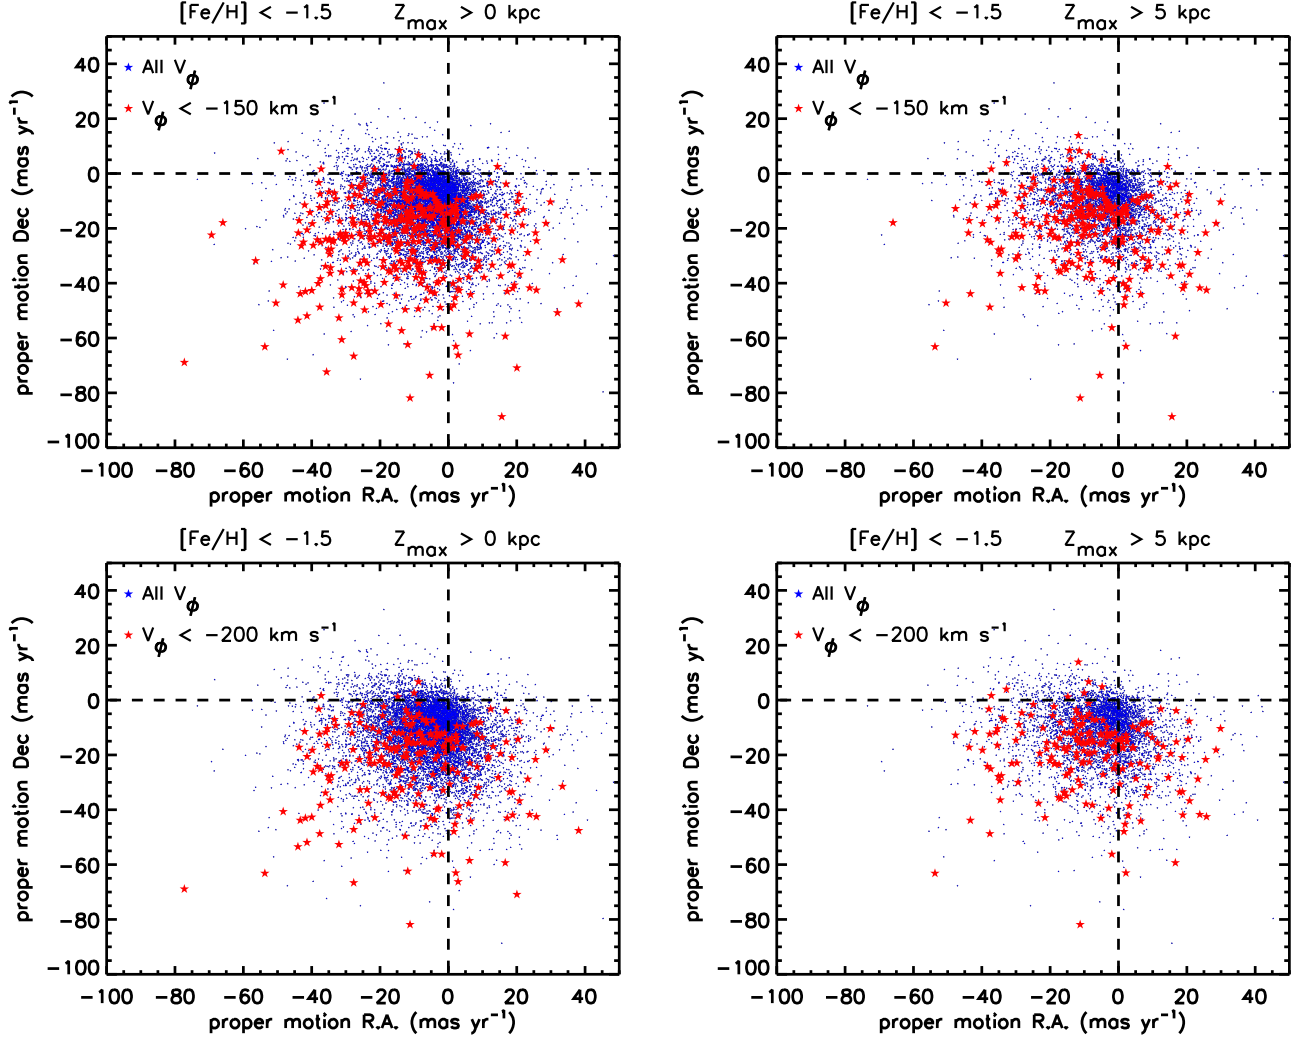 [Fe/H] < −1.5 Z_max > 0 kpc
★ All V_ϕ
★ V_ϕ < −150 km s⁻¹
proper motion Dec (mas yr⁻¹)
40
20
0
−20
−40
−60
−80
−100
−100 −80 −60 −40 −20 0 20 40
proper motion R.A. (mas yr⁻¹)
[Fe/H] < −1.5 Z_max > 5 kpc
★ All V_ϕ
★ V_ϕ < −150 km s⁻¹
proper motion Dec (mas yr⁻¹)
40
20
0
−20
−40
−60
−80
−100
−100 −80 −60 −40 −20 0 20 40
proper motion R.A. (mas yr⁻¹)
[Fe/H] < −1.5 Z_max > 0 kpc
★ All V_ϕ
★ V_ϕ < −200 km s⁻¹
proper motion Dec (mas yr⁻¹)
40
20
0
−20
−40
−60
−80
−100
−100 −80 −60 −40 −20 0 20 40
proper motion R.A. (mas yr⁻¹)
[Fe/H] < −1.5 Z_max > 5 kpc
★ All V_ϕ
★ V_ϕ < −200 km s⁻¹
proper motion Dec (mas yr⁻¹)
40
20
0
−20
−40
−60
−80
−100
−100 −80 −60 −40 −20 0 20 40
proper motion R.A. (mas yr⁻¹)